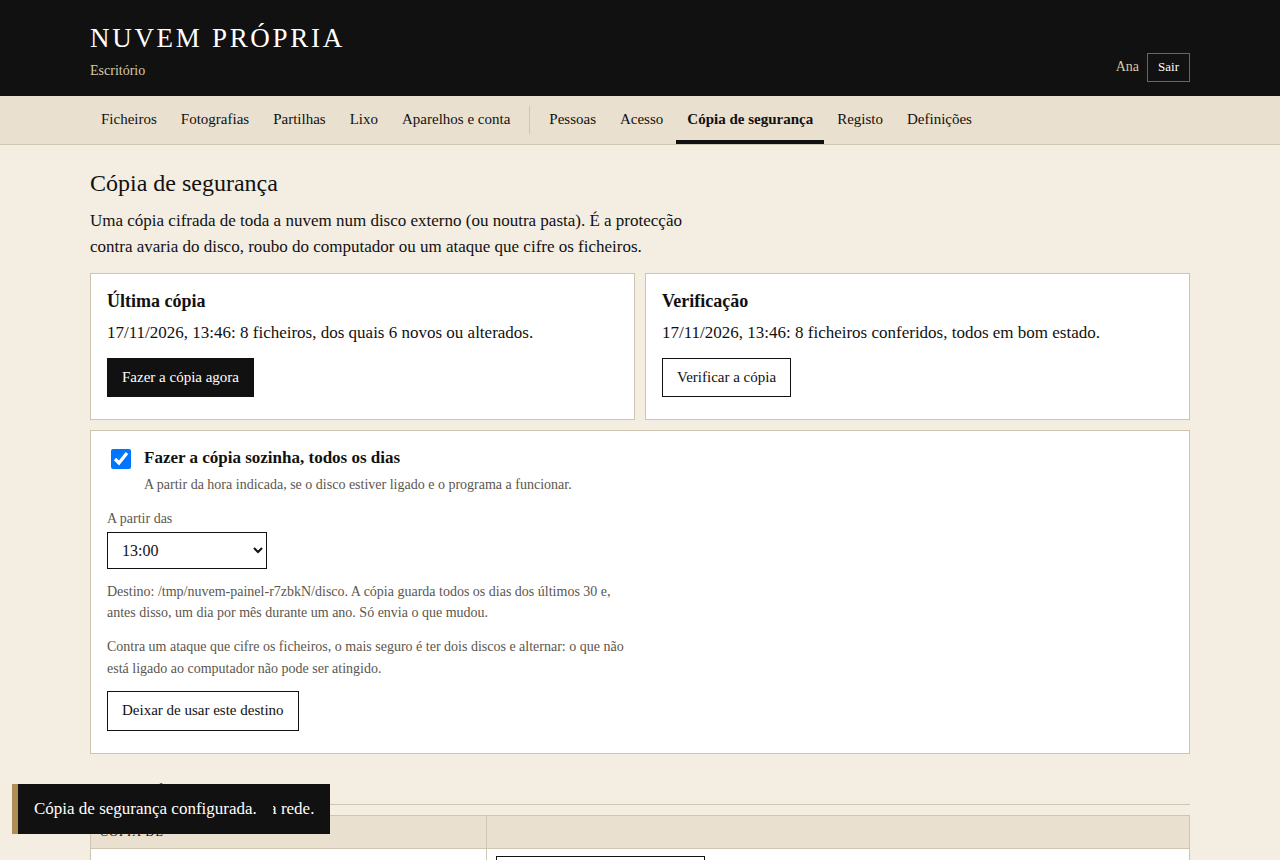 NUVEM PRÓPRIA
Escritório
Ana
Sair
Ficheiros
Fotografias
Partilhas
Lixo
Aparelhos e conta
Pessoas
Acesso
Cópia de segurança
Registo
Definições
Cópia de segurança
Uma cópia cifrada de toda a nuvem num disco externo (ou noutra pasta). É a protecção
contra avaria do disco, roubo do computador ou um ataque que cifre os ficheiros.
Última cópia
17/11/2026, 13:46: 8 ficheiros, dos quais 6 novos ou alterados.
Fazer a cópia agora
Verificação
17/11/2026, 13:46: 8 ficheiros conferidos, todos em bom estado.
Verificar a cópia
Fazer a cópia sozinha, todos os dias
A partir da hora indicada, se o disco estiver ligado e o programa a funcionar.
A partir das
13:00
Destino: /tmp/nuvem-painel-r7zbkN/disco. A cópia guarda todos os dias dos últimos 30 e,
antes disso, um dia por mês durante um ano. Só envia o que mudou.
Contra um ataque que cifre os ficheiros, o mais seguro é ter dois discos e alternar: o que não
está ligado ao computador não pode ser atingido.
Deixar de usar este destino
Cópia de segurança configurada.
rede.